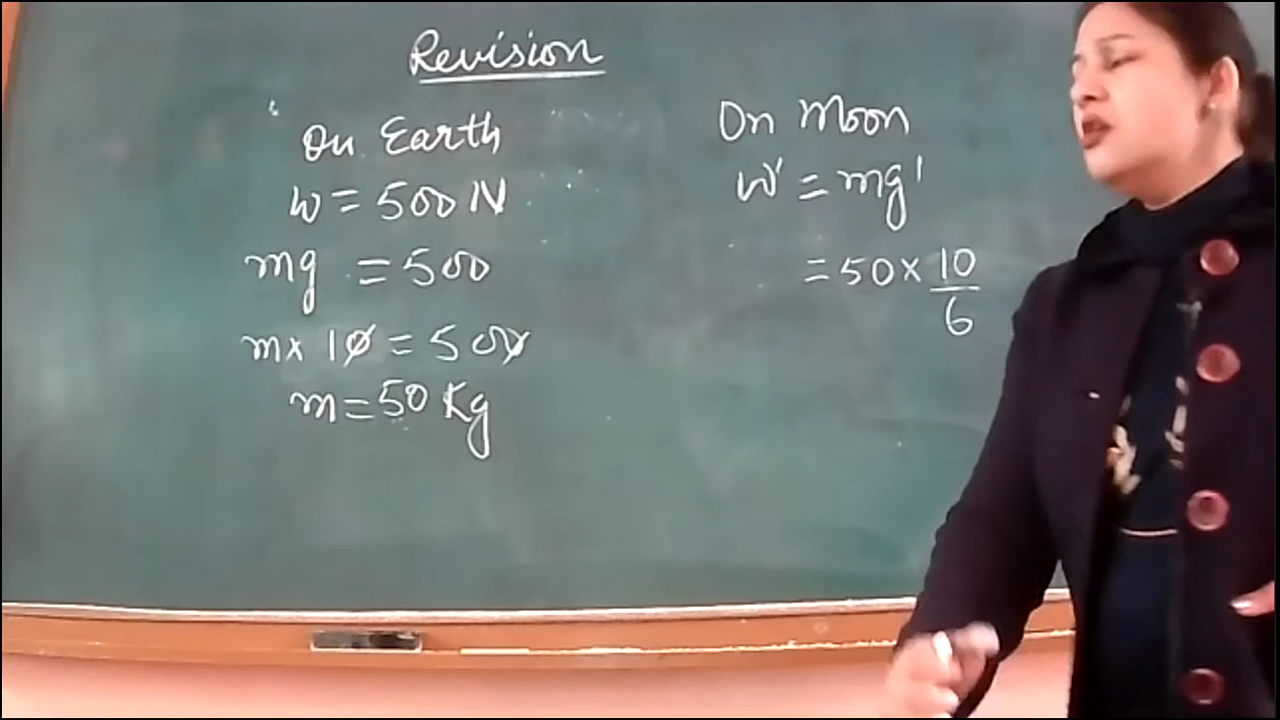 Revision
On Earth
W = 500 N
mg = 500
m x 10 = 500
m = 50 Kg
On Moon
W' = mg'
= 50 x 10/6